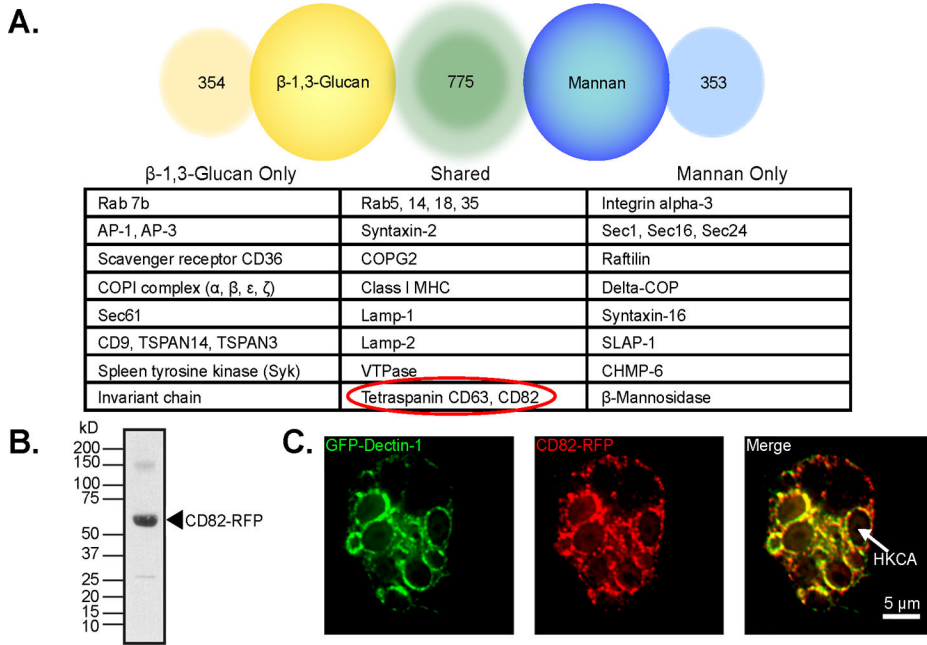 A.
354 β-1,3-Glucan 775 Mannan 353
β-1,3-Glucan Only Shared Mannan Only
Rab 7b Rab5, 14, 18, 35 Integrin alpha-3
AP-1, AP-3 Syntaxin-2 Sec1, Sec16, Sec24
Scavenger receptor CD36 COPG2 Raftilin
COPI complex (α, β, ε, ζ) Class I MHC Delta-COP
Sec61 Lamp-1 Syntaxin-16
CD9, TSPAN14, TSPAN3 Lamp-2 SLAP-1
Spleen tyrosine kinase (Syk) VTPase CHMP-6
Invariant chain Tetraspanin CD63, CD82 β-Mannosidase
B.
kD
200
150
100
75
50
37
25
20
15
10
CD82-RFP
C.
GFP-Dectin-1 CD82-RFP Merge
HKCA
5 μm